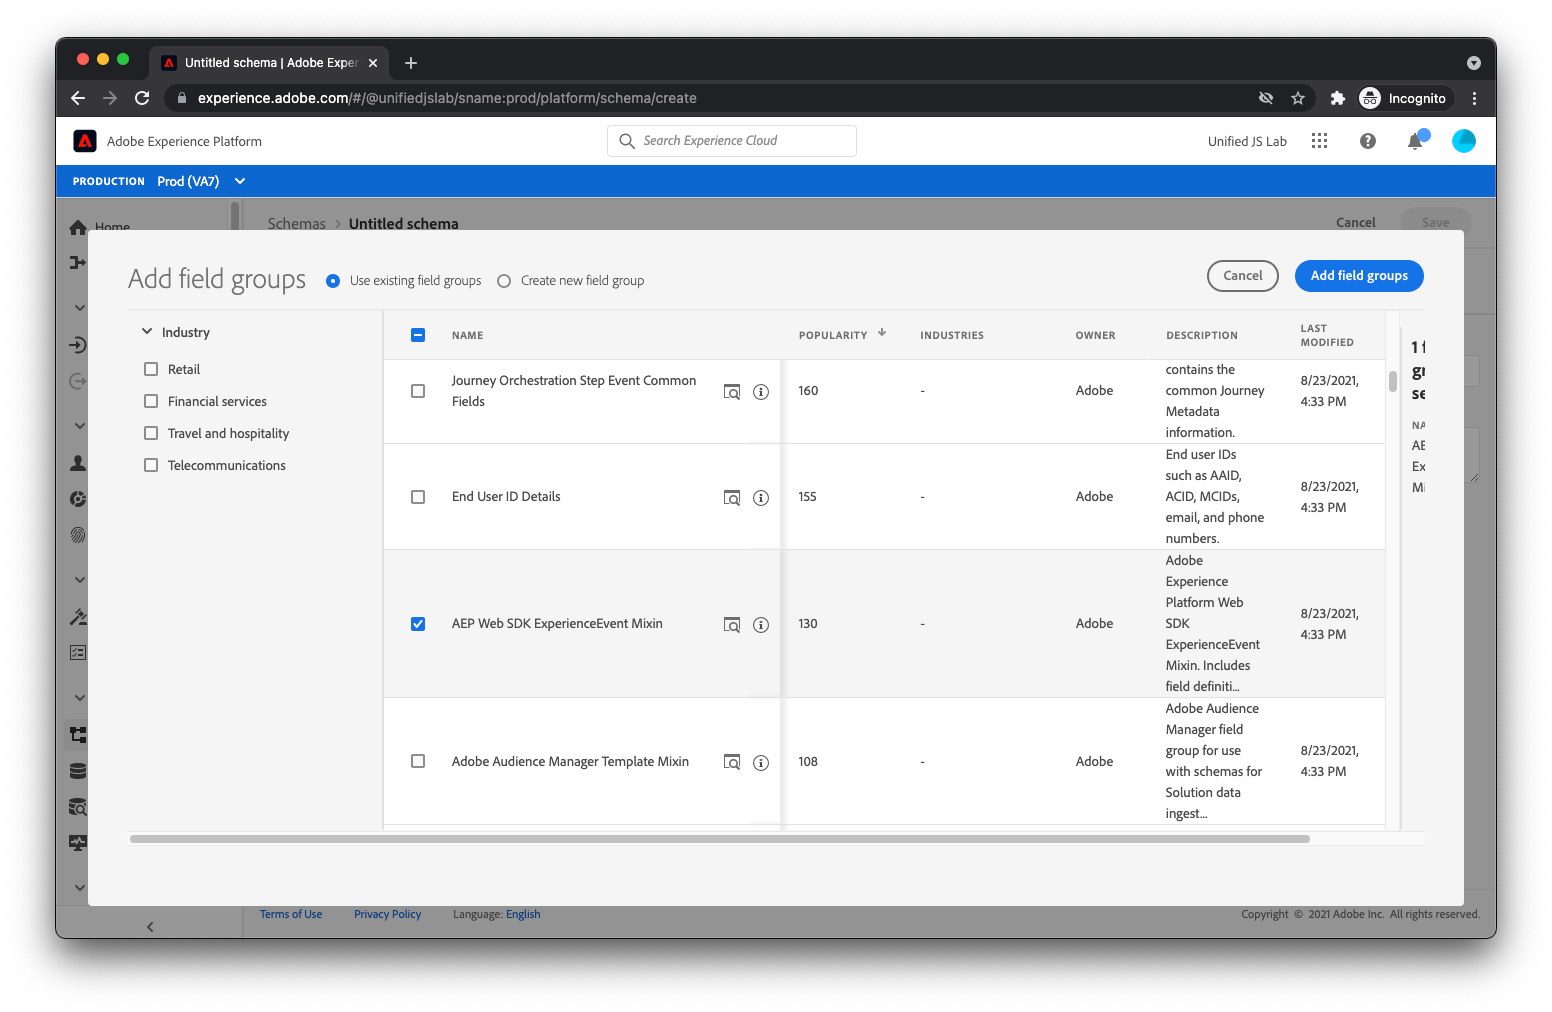 Untitled schema | Adobe Exper
experience.adobe.com/#/@unifiedjslab/sname:prod/platform/schema/create
Incognito
Adobe Experience Platform
Search Experience Cloud
Unified JS Lab
PRODUCTION Prod (VA7)
Home
Schemas > Untitled schema
Cancel
Save
Add field groups
Use existing field groups
Create new field group
Cancel
Add field groups
Industry
Retail
Financial services
Travel and hospitality
Telecommunications
NAME
POPULARITY
INDUSTRIES
OWNER
DESCRIPTION
LAST
MODIFIED
Journey Orchestration Step Event Common
Fields
160
-
Adobe
contains the
common Journey
Metadata
information.
8/23/2021,
4:33 PM
End User ID Details
155
-
Adobe
End user IDs
such as AAID,
ACID, MCIDs,
email, and phone
numbers.
8/23/2021,
4:33 PM
AEP Web SDK ExperienceEvent Mixin
130
-
Adobe
Adobe
Experience
Platform Web
SDK
ExperienceEvent
Mixin. Includes
field definiti...
8/23/2021,
4:33 PM
Adobe Audience Manager Template Mixin
108
-
Adobe
Adobe Audience
Manager field
group for use
with schemas for
Solution data
ingest...
8/23/2021,
4:33 PM
1 f
gr
se
NA
AE
Ex
Mi
Terms of Use
Privacy Policy
Language: English
Copyright © 2021 Adobe Inc. All rights reserved.